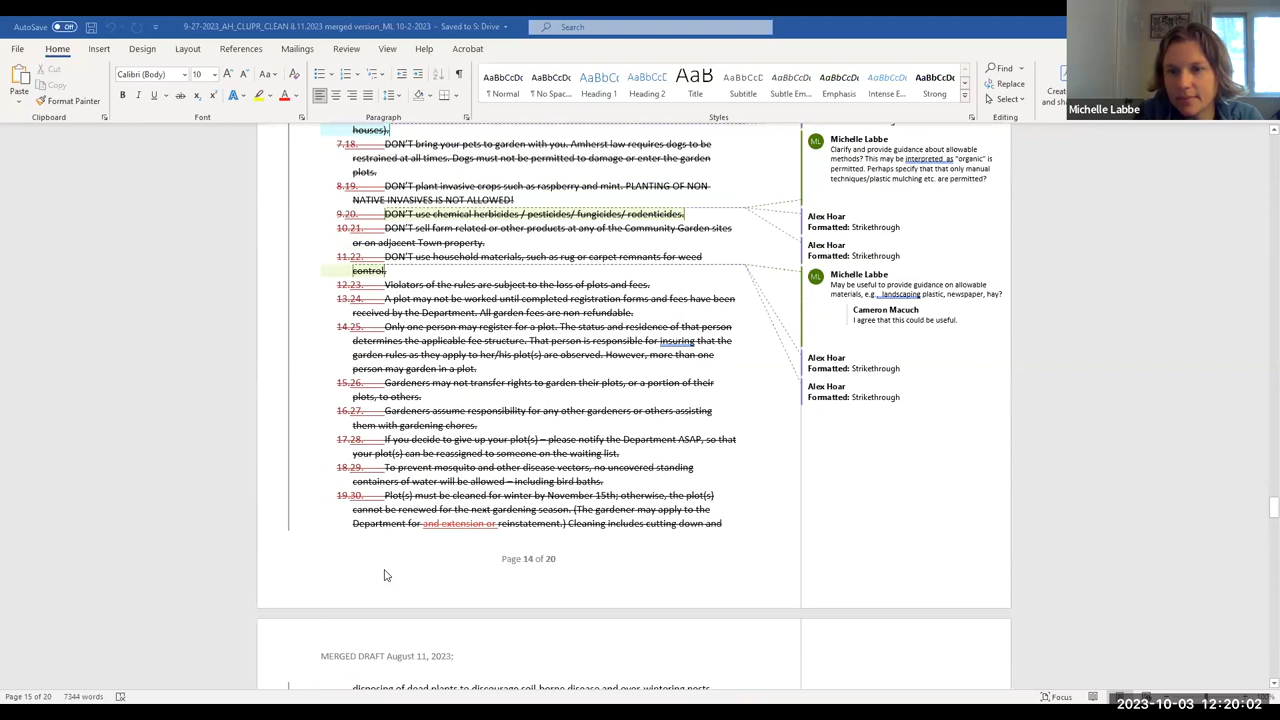 AutoSave Off
9-27-2023_AH_CLUPR_CLEAN 8.11.2023 merged version_ML 10-2-2023 - Saved to S: Drive
Search
File Home Insert Design Layout References Mailings Review View Help Acrobat
Paste
Cut
Copy
Format Painter
Clipboard
Calibri (Body) 10
Font
Paragraph
AaBbCcDc AaBbCcDc AaBbCc AaBbCcD AaB AaBbCcD AaBbCcDc AaBbCcDc AaBbCcDc AaBbCcDc
¶ Normal ¶ No Spac... Heading 1 Heading 2 Title Subtitle Subtle Em... Emphasis Intense E... Strong
Styles
Find
Replace
Select
Editing
Michelle Labbe
houses).
7.18. DON'T bring your pets to garden with you. Amherst law requires dogs to be
restrained at all times. Dogs must not be permitted to damage or enter the garden
plots.
8.19. DON'T plant invasive crops such as raspberry and mint. PLANTING OF NON-
NATIVE INVASIVES IS NOT ALLOWED!
9.20. DON'T use chemical herbicides / pesticides/ fungicides/ rodenticides.
10.21. DON'T sell farm related or other products at any of the Community Garden sites
or on adjacent Town property.
11.22. DON'T use household materials, such as rug or carpet remnants for weed
control.
12.23. Violators of the rules are subject to the loss of plots and fees.
13.24. A plot may not be worked until completed registration forms and fees have been
received by the Department. All garden fees are non-refundable.
14.25. Only one person may register for a plot. The status and residence of that person
determines the applicable fee structure. That person is responsible for insuring that the
garden rules as they apply to her/his plot(s) are observed. However, more than one
person may garden in a plot.
15.26. Gardeners may not transfer rights to garden their plots, or a portion of their
plots, to others.
16.27. Gardeners assume responsibility for any other gardeners or others assisting
them with gardening chores.
17.28. If you decide to give up your plot(s) – please notify the Department ASAP, so that
your plot(s) can be reassigned to someone on the waiting list.
18.29. To prevent mosquito and other disease vectors, no uncovered standing
containers of water will be allowed – including bird baths.
19.30. Plot(s) must be cleaned for winter by November 15th; otherwise, the plot(s)
cannot be renewed for the next gardening season. (The gardener may apply to the
Department for and extension or reinstatement.) Cleaning includes cutting down and
Page 14 of 20
MERGED DRAFT August 11, 2023;
disposing of dead plants to discourage soil-borne disease and over-wintering pests
Michelle Labbe
Clarify and provide guidance about allowable
methods? This may be interpreted as "organic" is
permitted. Perhaps specify that that only manual
techniques/plastic mulching etc. are permitted?
Alex Hoar
Formatted: Strikethrough
Alex Hoar
Formatted: Strikethrough
Michelle Labbe
May be useful to provide guidance on allowable
materials, e.g., landscaping plastic, newspaper, hay?
Cameron Macuch
I agree that this could be useful.
Alex Hoar
Formatted: Strikethrough
Alex Hoar
Formatted: Strikethrough
Page 15 of 20 7344 words
Focus
2023-10-03 12:20:02